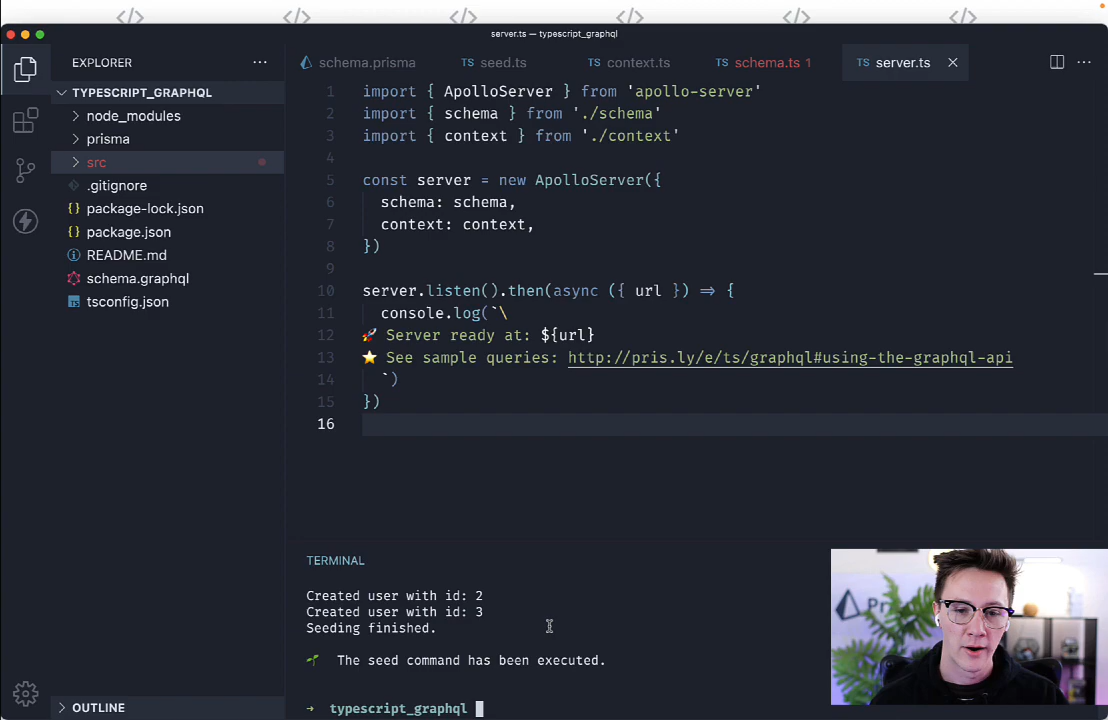 </>
</>
</>
</>
</>
</>
server.ts — typescript_graphql
EXPLORER
TYPESCRIPT_GRAPHQL
node_modules
prisma
src
.gitignore
{} package-lock.json
{} package.json
README.md
schema.graphql
TS tsconfig.json
OUTLINE
schema.prisma
TS seed.ts
TS context.ts
TS schema.ts 1
TS server.ts
1 import { ApolloServer } from 'apollo-server'
2 import { schema } from './schema'
3 import { context } from './context'
4
5 const server = new ApolloServer({
6 schema: schema,
7 context: context,
8 })
9
10 server.listen().then(async ({ url }) => {
11 console.log(`\
12 🚀 Server ready at: ${url}
13 ⭐ See sample queries: http://pris.ly/e/ts/graphql#using-the-graphql-api
14 `)
15 })
16
TERMINAL
Created user with id: 2
Created user with id: 3
Seeding finished.
🌱 The seed command has been executed.
→ typescript_graphql